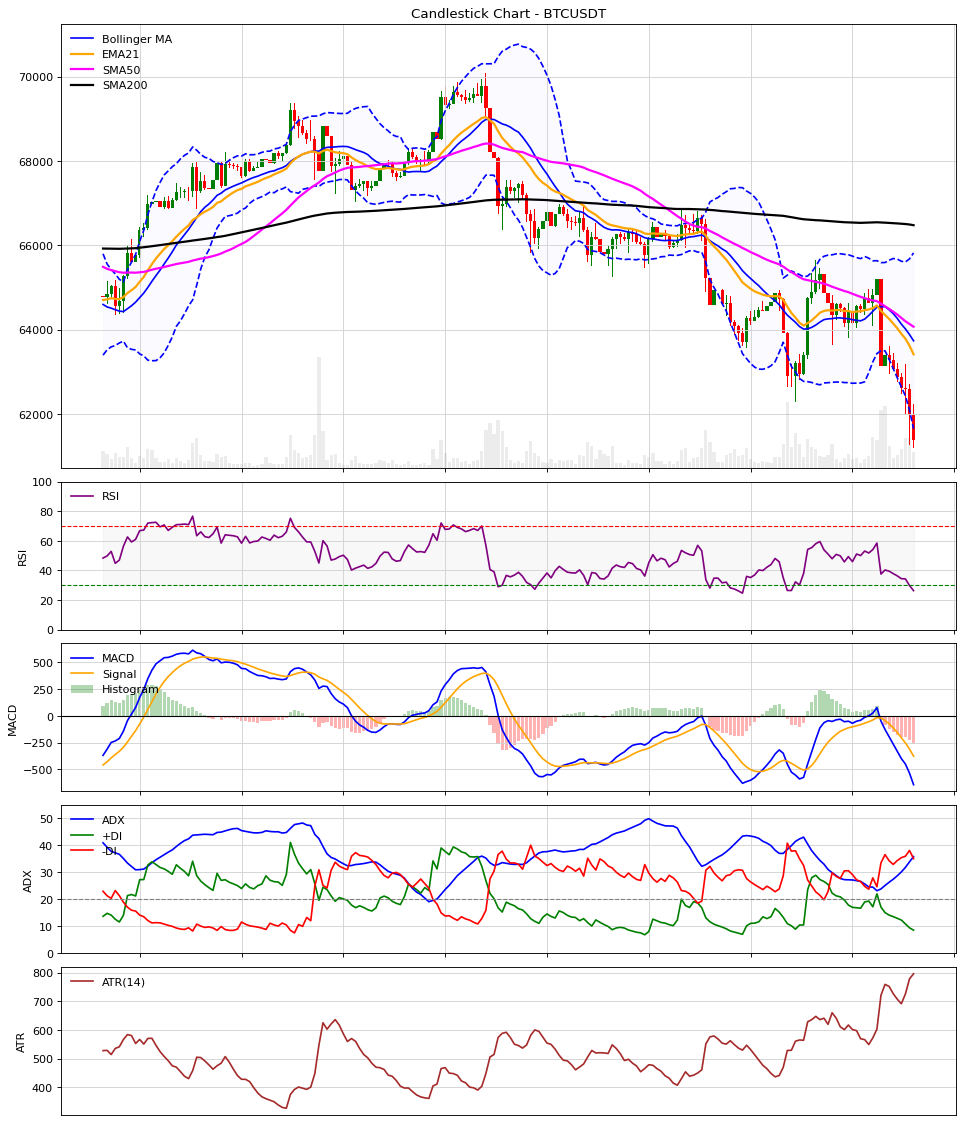 Candlestick Chart - BTCUSDT
Bollinger MA
EMA21
SMA50
SMA200
70000
68000
66000
64000
62000
RSI
100
80
60
40
20
0
RSI
MACD
Signal
Histogram
500
250
0
−250
−500
MACD
ADX
+DI
-DI
50
40
30
20
10
0
ADX
ATR(14)
800
700
600
500
400
ATR